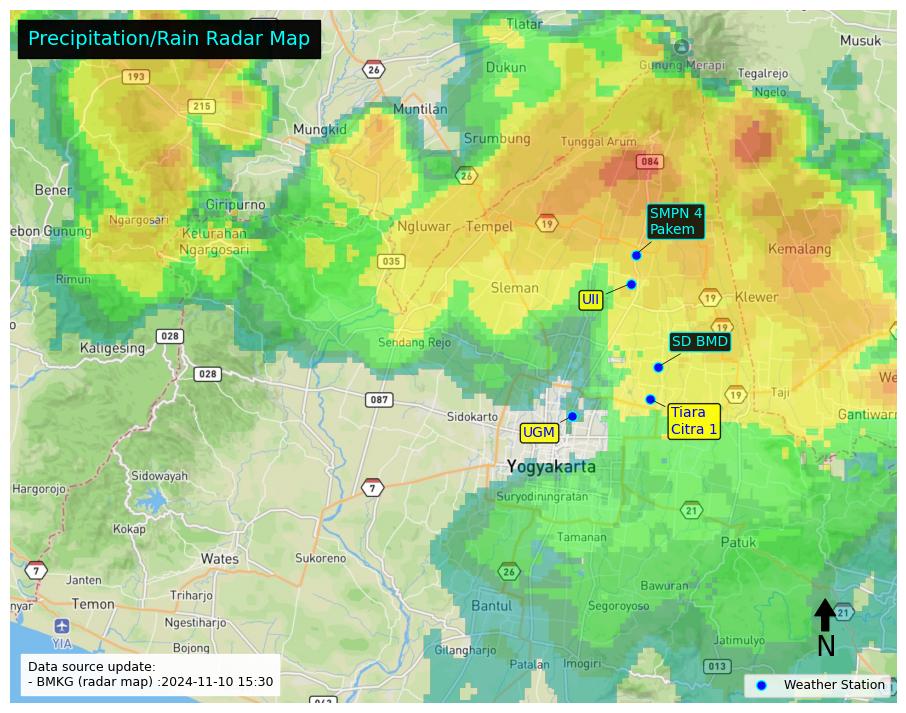 Precipitation/Rain Radar Map
Tlatar
Musuk
26
Dukun
Gunung Merapi
Tegalrejo
193
Ngelo
215
Muntilan
Mungkid
Srumbung
Tunggal Arum
084
26
Bener
Giripurno
SMPN 4
Pakem
Ngargosari
Ngluwar
Tempel
19
ebon Gunung
Kelurahan
Ngargosari
Kemalang
035
Rimun
Sleman
UII
19
Klewer
19
028
Sendang Rejo
SD BMD
Kaligesing
028
We
087
19
Taji
Sidokarto
Tiara
Citra 1
Gantiwarn
UGM
Yogyakarta
Sidowayah
Hargorojo
7
Suryodiningratan
21
Kokap
Tamanan
Patuk
Wates
Sukoreno
7
26
Janten
Bawuran
Triharjo
nyar
Temon
Bantul
Segoroyoso
21
Ngestiharjo
YIA
N
Bojong
Jatimulyo
Gilangharjo
Patalan
Imogiri
013
Data source update:
- BMKG (radar map) :2024-11-10 15:30
Weather Station